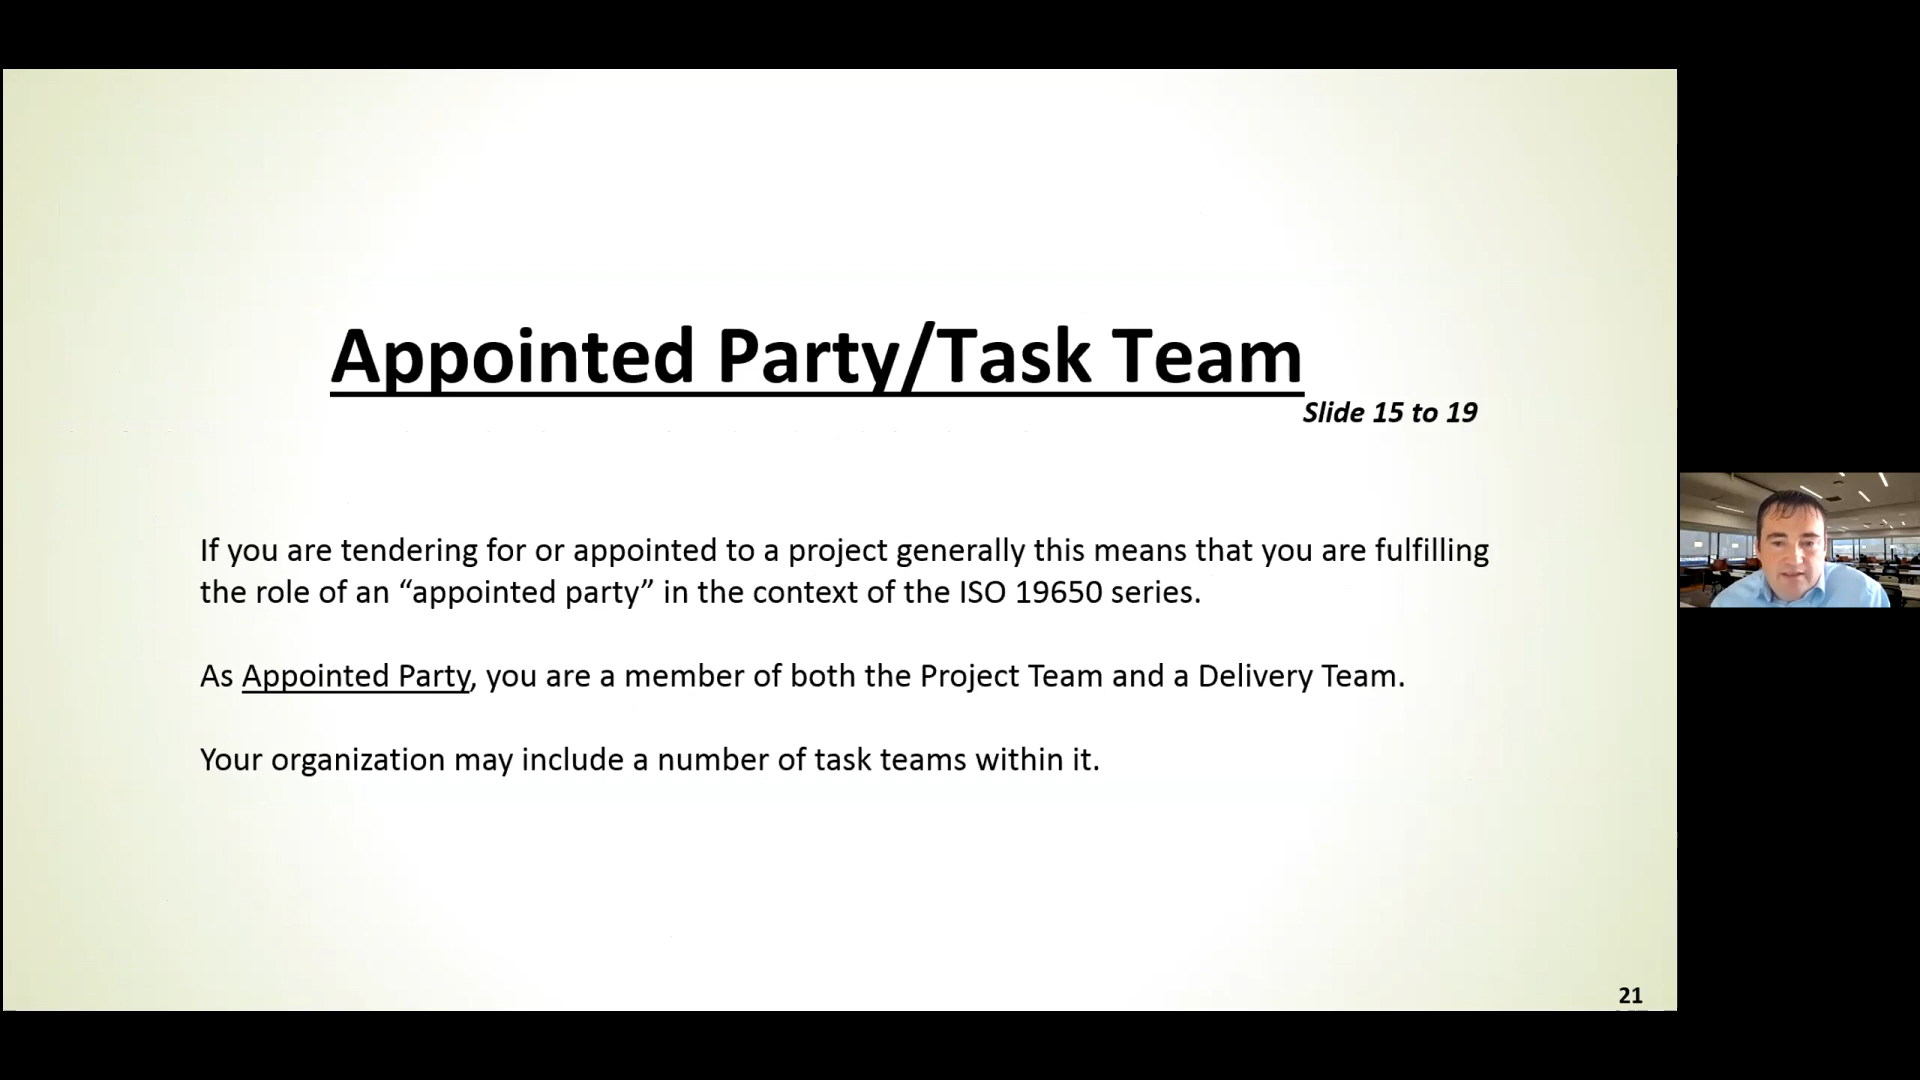 Appointed Party/Task Team
Slide 15 to 19
If you are tendering for or appointed to a project generally this means that you are fulfilling
the role of an “appointed party” in the context of the ISO 19650 series.
As Appointed Party, you are a member of both the Project Team and a Delivery Team.
Your organization may include a number of task teams within it.
21